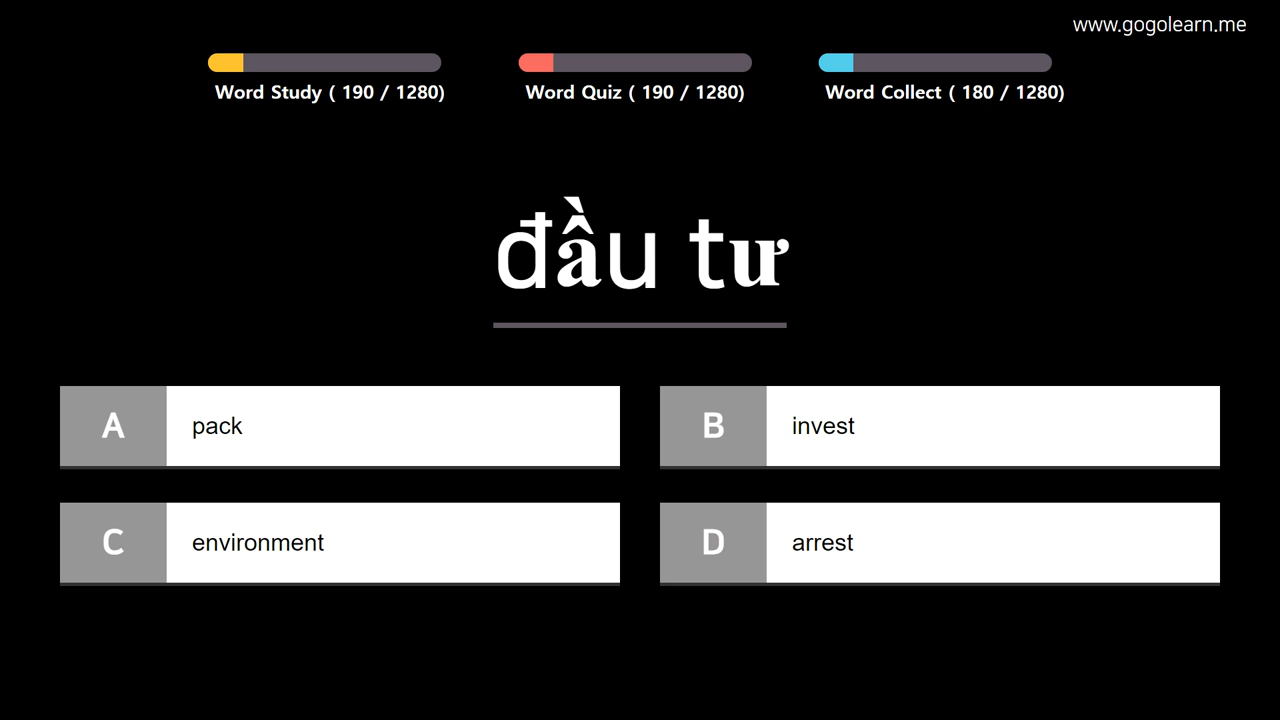 www.gogolearn.me
Word Study ( 190 / 1280)
Word Quiz ( 190 / 1280)
Word Collect ( 180 / 1280)
đầu tư
A pack
B invest
C environment
D arrest